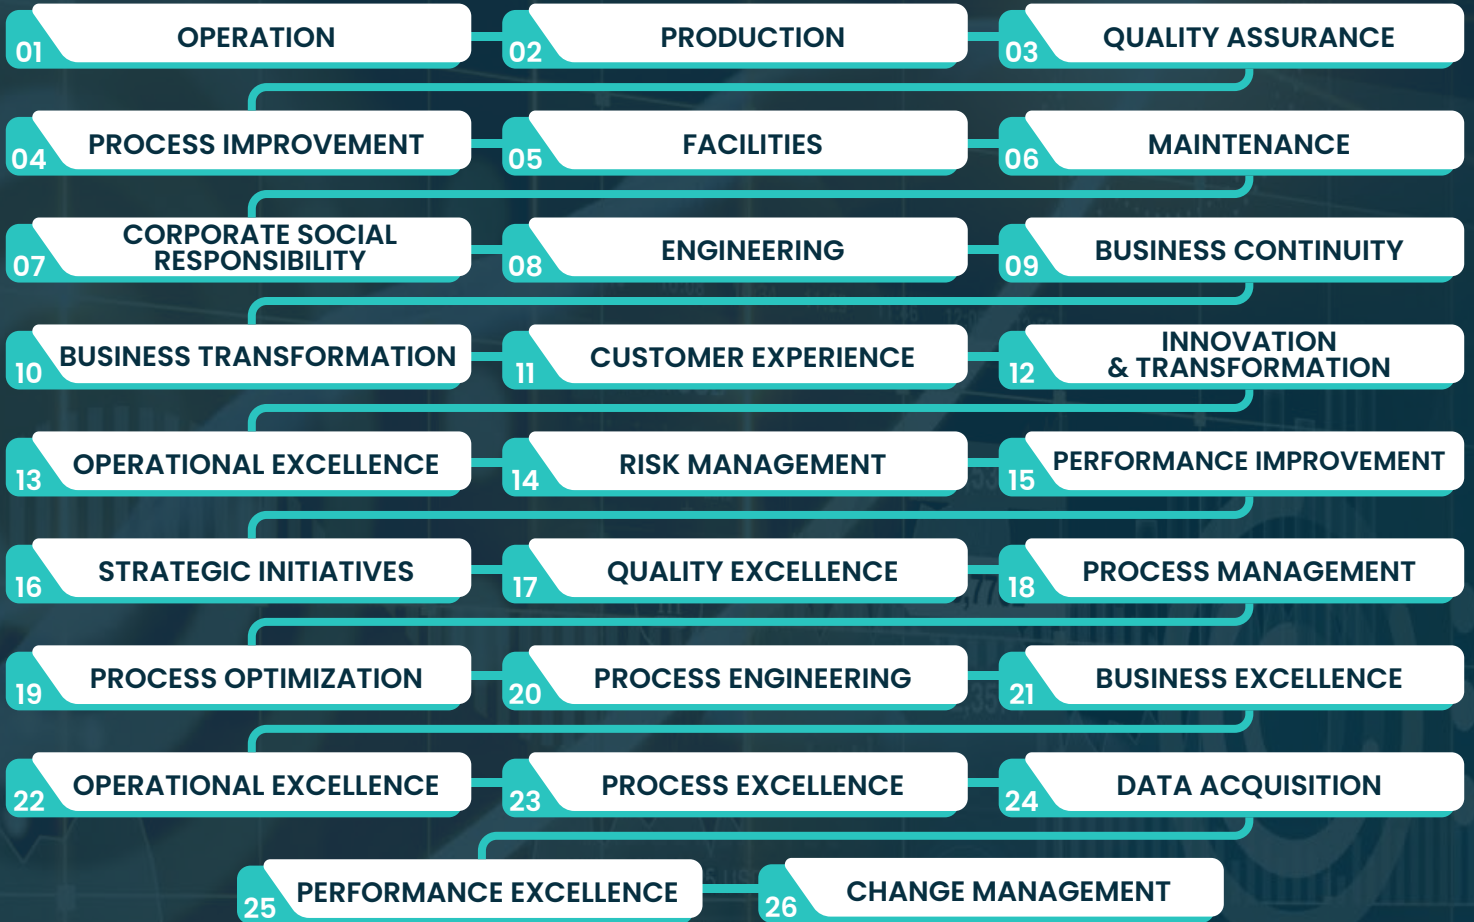 01 OPERATION
02 PRODUCTION
03 QUALITY ASSURANCE
04 PROCESS IMPROVEMENT
05 FACILITIES
06 MAINTENANCE
07 CORPORATE SOCIAL
RESPONSIBILITY
08 ENGINEERING
09 BUSINESS CONTINUITY
10 BUSINESS TRANSFORMATION
11 CUSTOMER EXPERIENCE
12 INNOVATION
& TRANSFORMATION
13 OPERATIONAL EXCELLENCE
14 RISK MANAGEMENT
15 PERFORMANCE IMPROVEMENT
16 STRATEGIC INITIATIVES
17 QUALITY EXCELLENCE
18 PROCESS MANAGEMENT
19 PROCESS OPTIMIZATION
20 PROCESS ENGINEERING
21 BUSINESS EXCELLENCE
22 OPERATIONAL EXCELLENCE
23 PROCESS EXCELLENCE
24 DATA ACQUISITION
25 PERFORMANCE EXCELLENCE
26 CHANGE MANAGEMENT